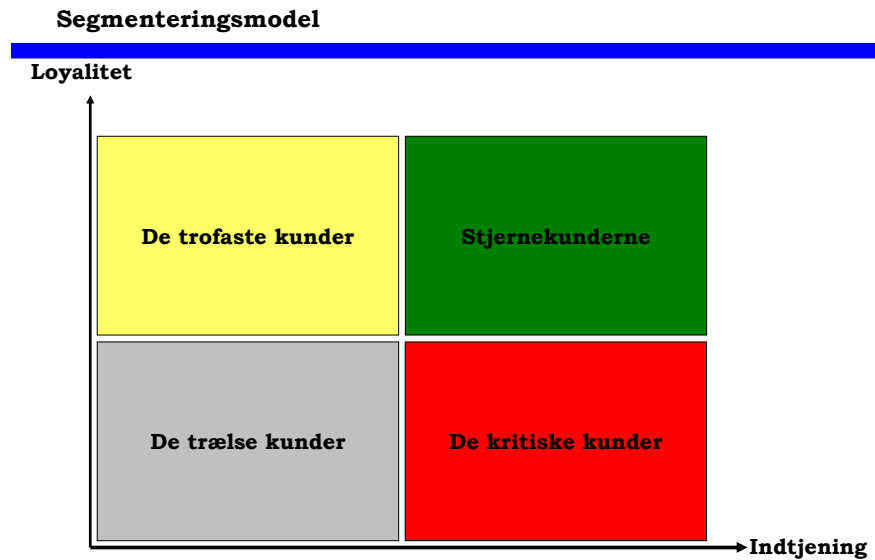 Segmenteringsmodel
Loyalitet
De trofaste kunder
Stjernekunderne
De trælse kunder
De kritiske kunder
Indtjening